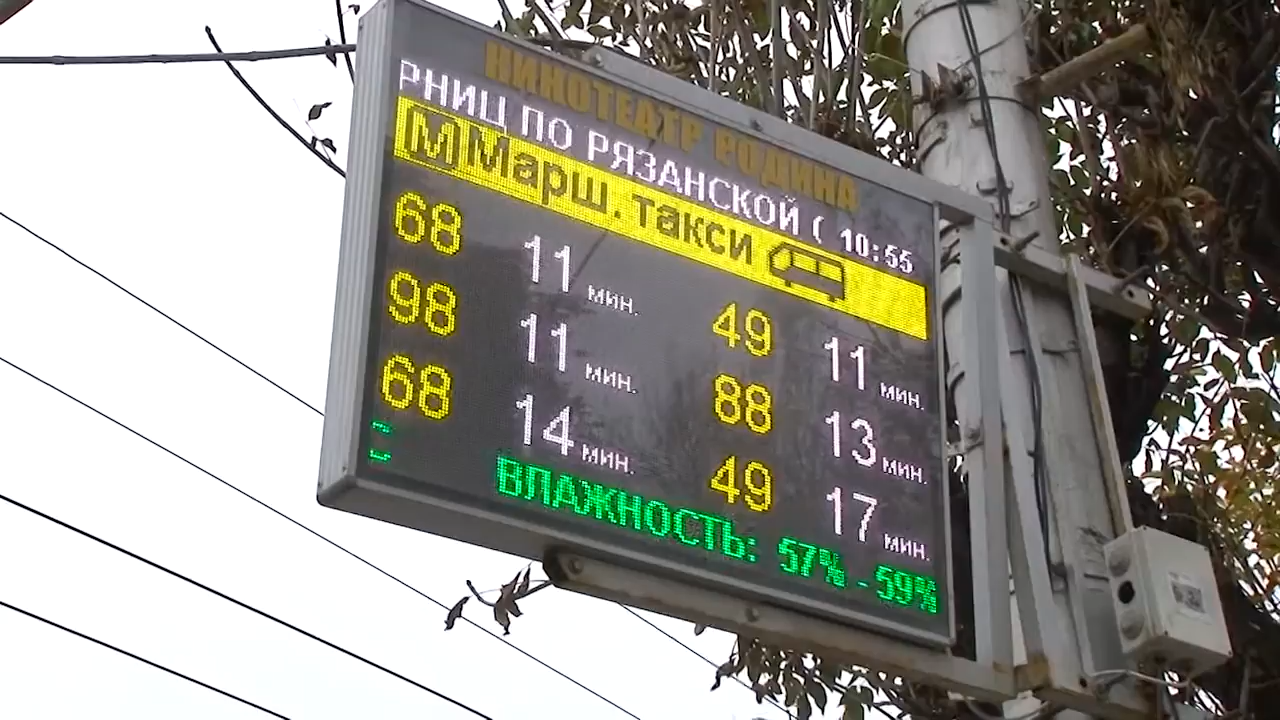 КИНОТЕАТР РОДИНА
РНИЦ ПО РЯЗАНСКОЙ ( 10:55
М Марш. такси
68 11 мин. 49 11 мин.
98 11 мин. 88 13 мин.
68 14 мин. 49 17 мин.
ВЛАЖНОСТЬ: 57% - 59%